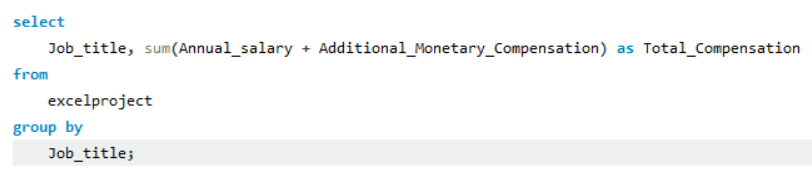 select
    Job_title, sum(Annual_salary + Additional_Monetary_Compensation) as Total_Compensation
from
    excelproject
group by
    Job_title;